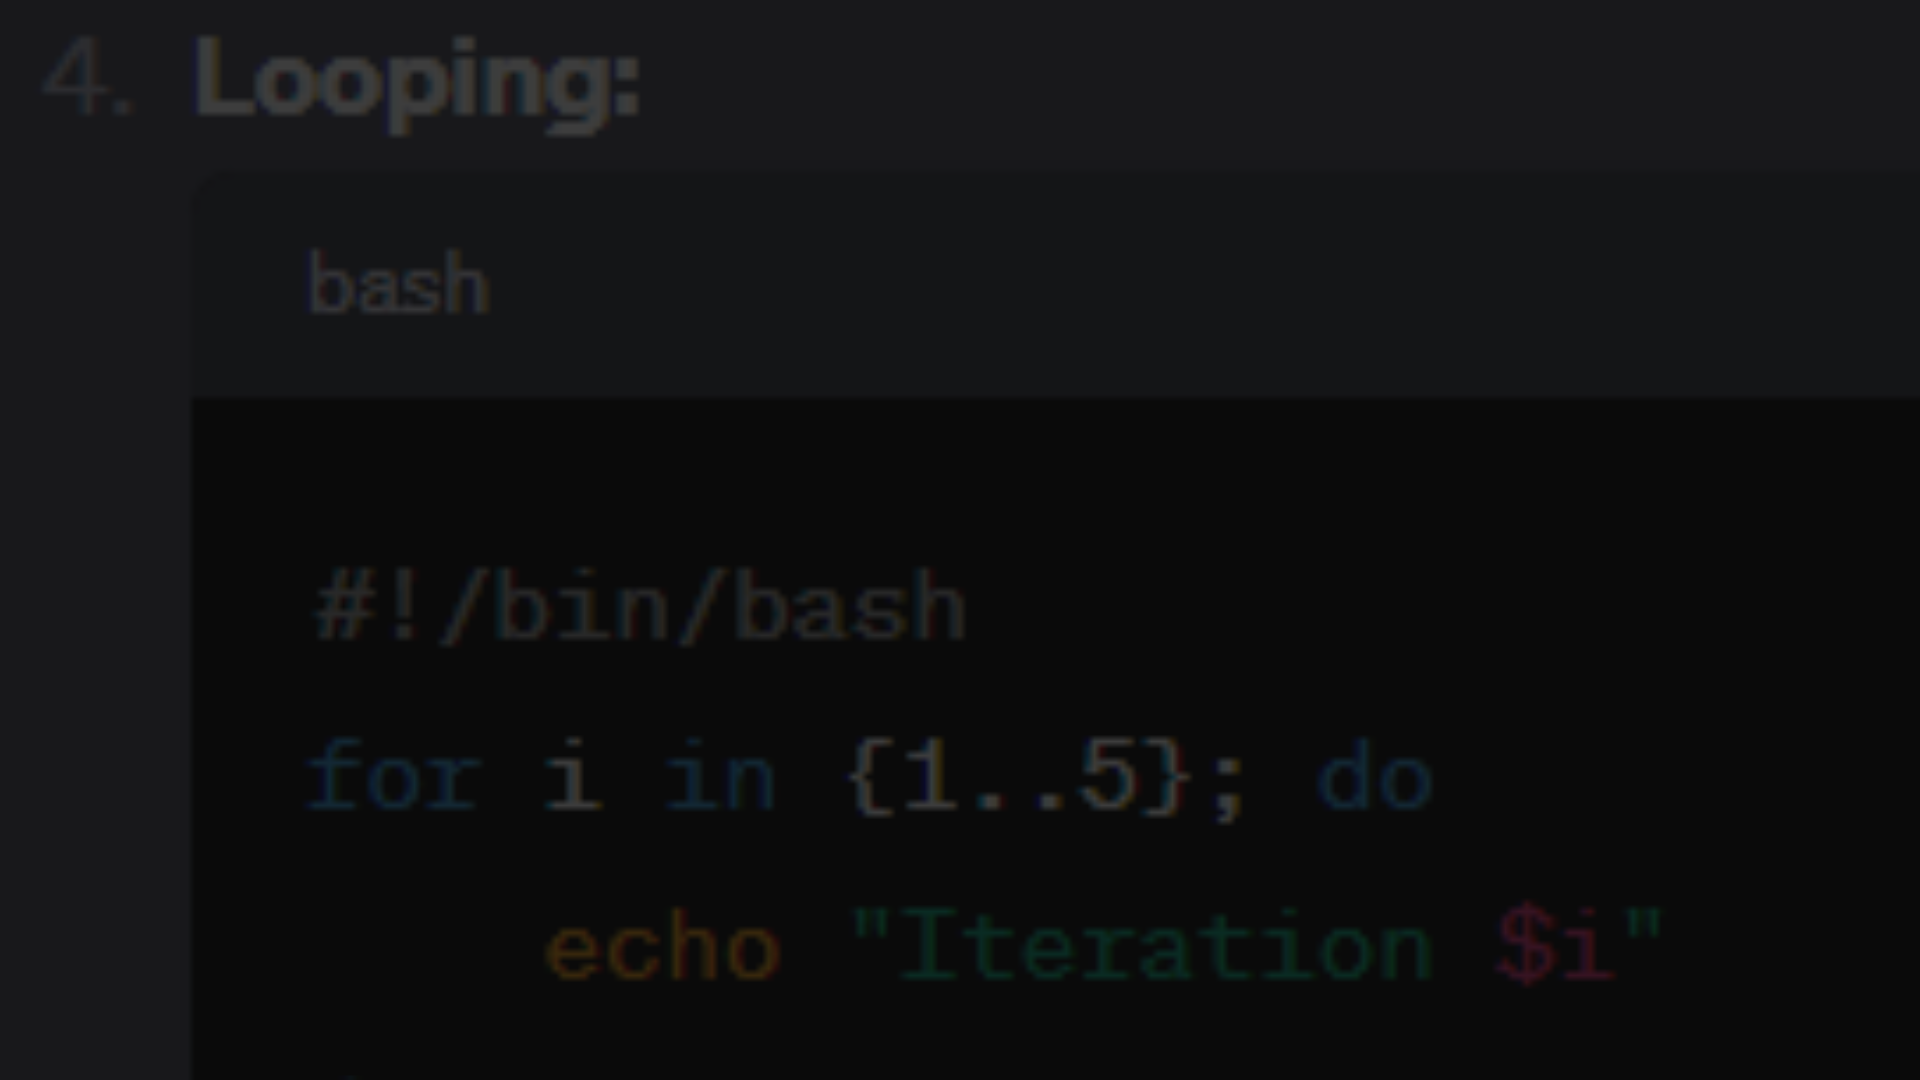 4. Looping:
bash
#!/bin/bash
for i in {1..5}; do
    echo "Iteration $i"